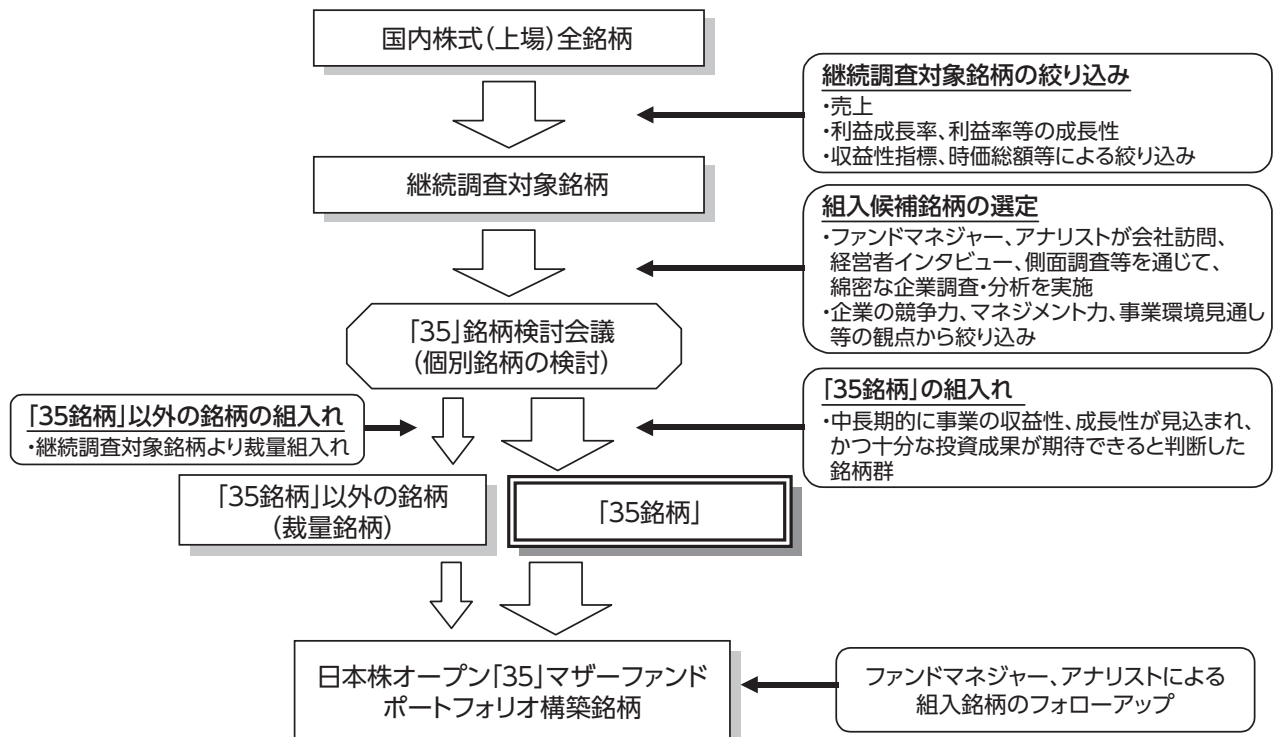 国内株式(上場)全銘柄
継続調査対象銘柄の絞り込み
・売上
・利益成長率、利益率等の成長性
・収益性指標、時価総額等による絞り込み
継続調査対象銘柄
組入候補銘柄の選定
・ファンドマネジャー、アナリストが会社訪問、
経営者インタビュー、側面調査等を通じて、
綿密な企業調査・分析を実施
・企業の競争力、マネジメント力、事業環境見通し
等の観点から絞り込み
「35」銘柄検討会議
(個別銘柄の検討)
「35銘柄」以外の銘柄の組入れ
・継続調査対象銘柄より裁量組入れ
「35銘柄」の組入れ
・中長期的に事業の収益性、成長性が見込まれ、
かつ十分な投資成果が期待できると判断した
銘柄群
「35銘柄」以外の銘柄
(裁量銘柄)
「35銘柄」
日本株オープン「35」マザーファンド
ポートフォリオ構築銘柄
ファンドマネジャー、アナリストによる
組入銘柄のフォローアップ